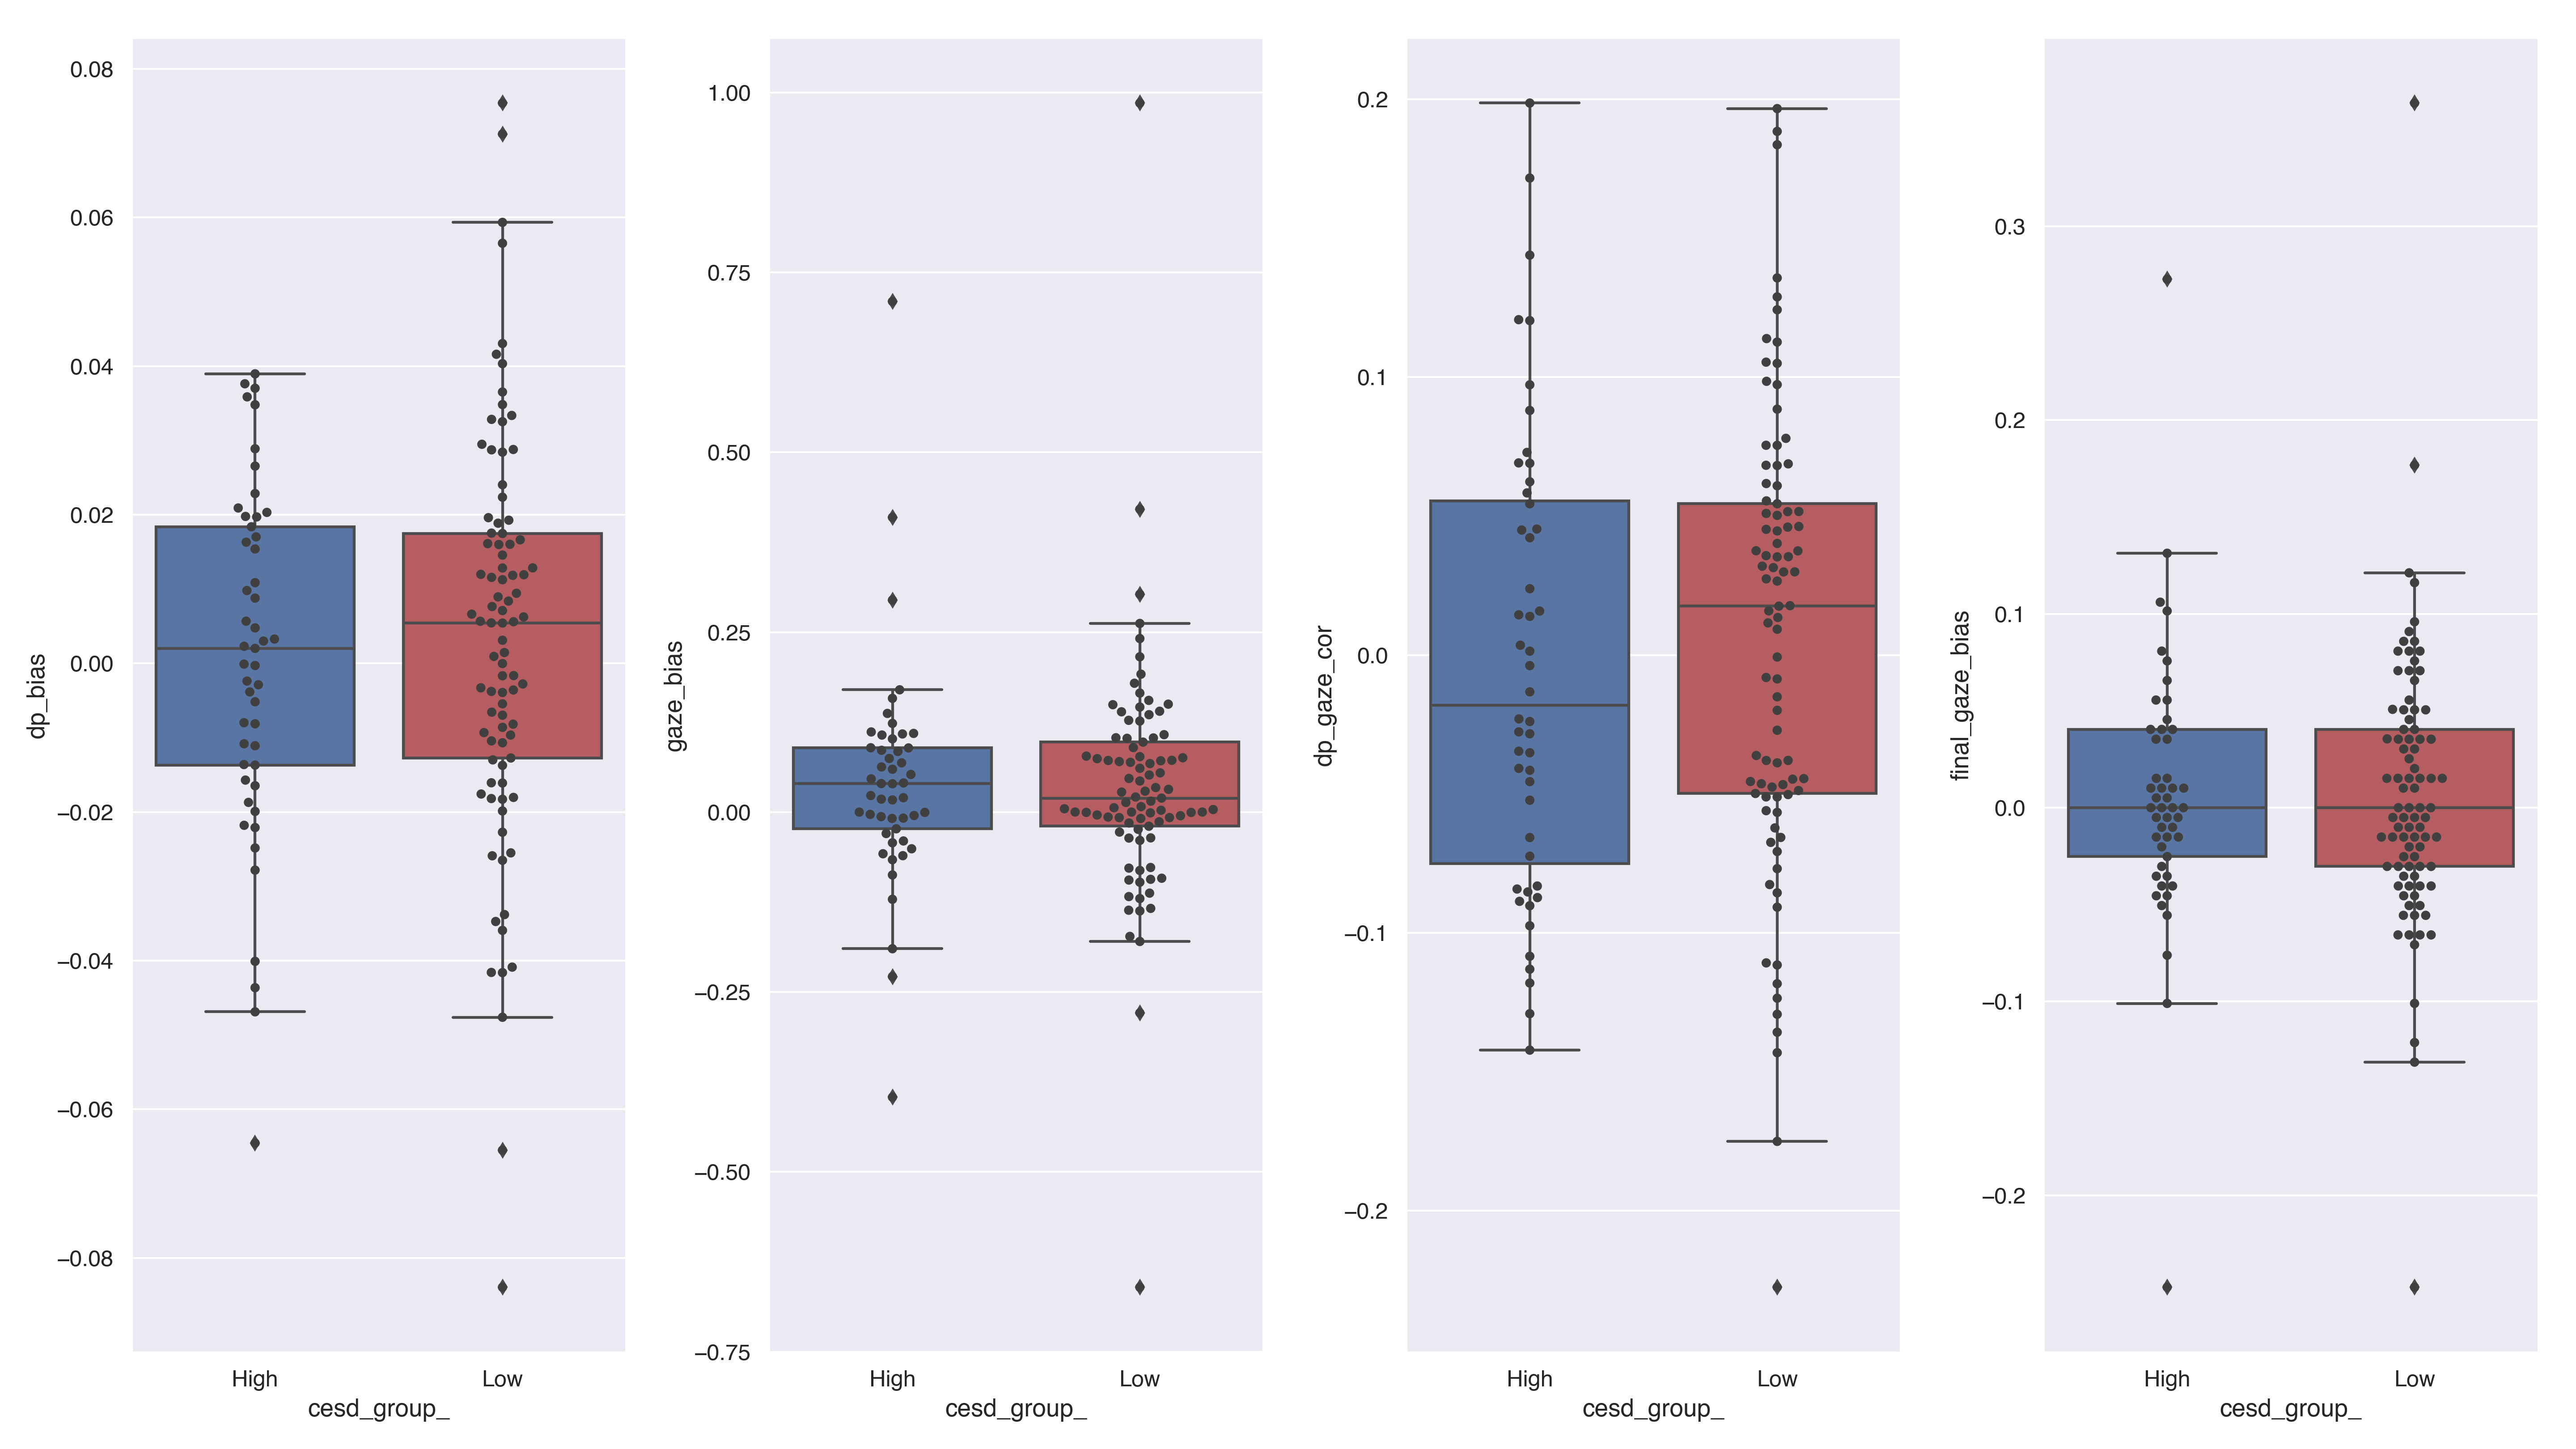 dp_bias
0.08
0.06
0.04
0.02
0.00
−0.02
−0.04
−0.06
−0.08
High
Low
cesd_group_
gaze_bias
1.00
0.75
0.50
0.25
0.00
−0.25
−0.50
−0.75
High
Low
cesd_group_
dp_gaze_cor
0.2
0.1
0.0
−0.1
−0.2
High
Low
cesd_group_
final_gaze_bias
0.3
0.2
0.1
0.0
−0.1
−0.2
High
Low
cesd_group_